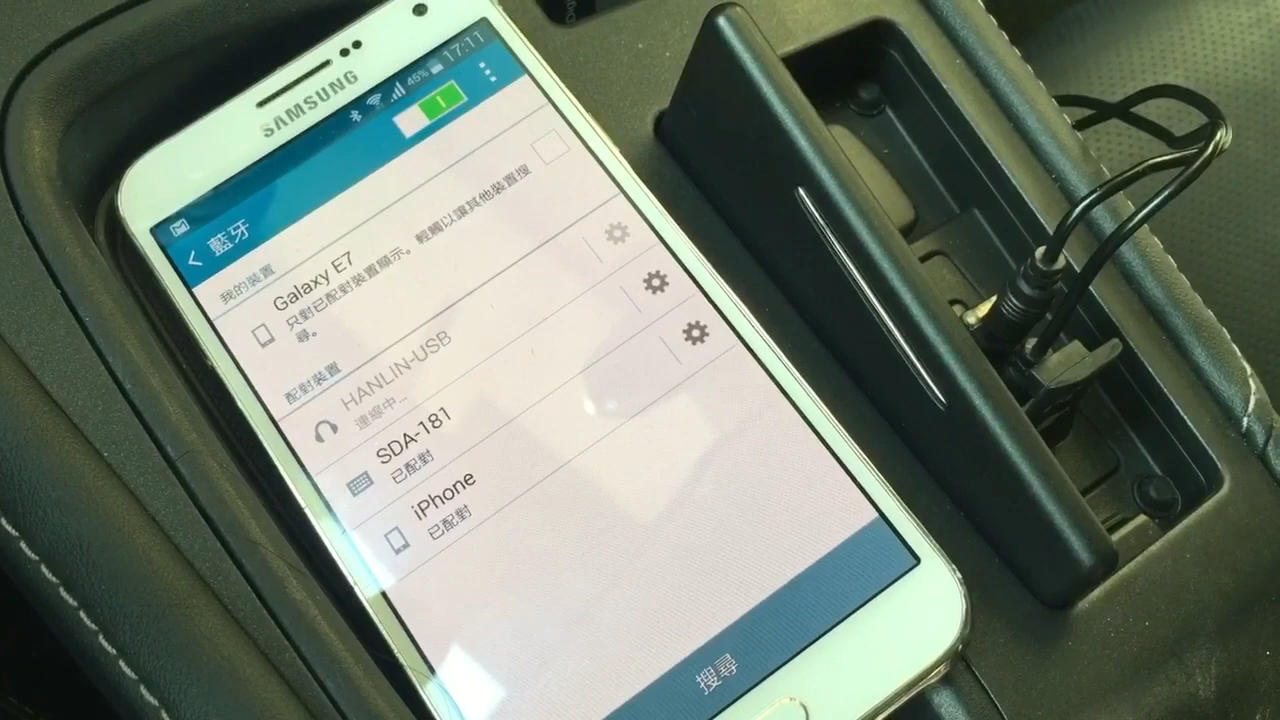 SAMSUNG
45% 17:11
藍牙
我的裝置
Galaxy E7
只對已配對裝置顯示。輕觸以讓其他裝置搜
尋。
配對裝置
HANLIN-USB
連線中...
SDA-181
已配對
iPhone
已配對
搜尋